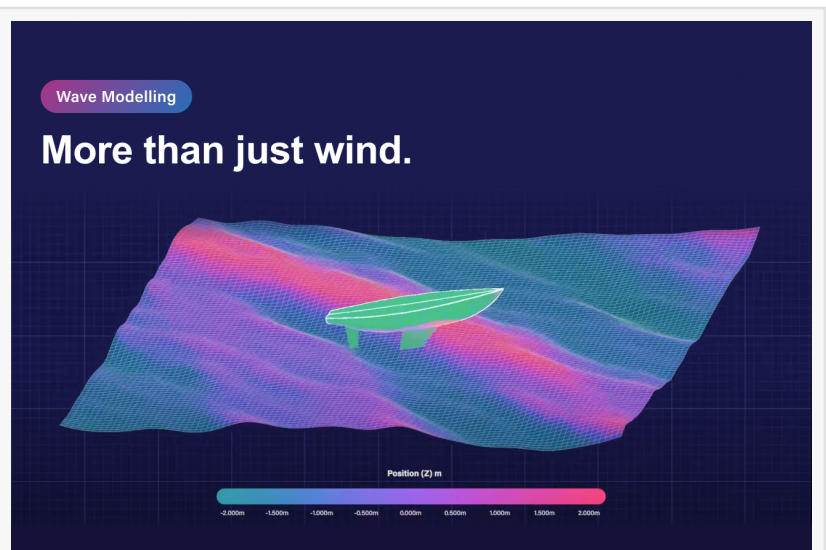 Wave Modelling
More than just wind.
Position (Z) m
-2.000m -1.500m -1.000m -0.500m 0.000m 0.500m 1.000m 1.500m 2.000m